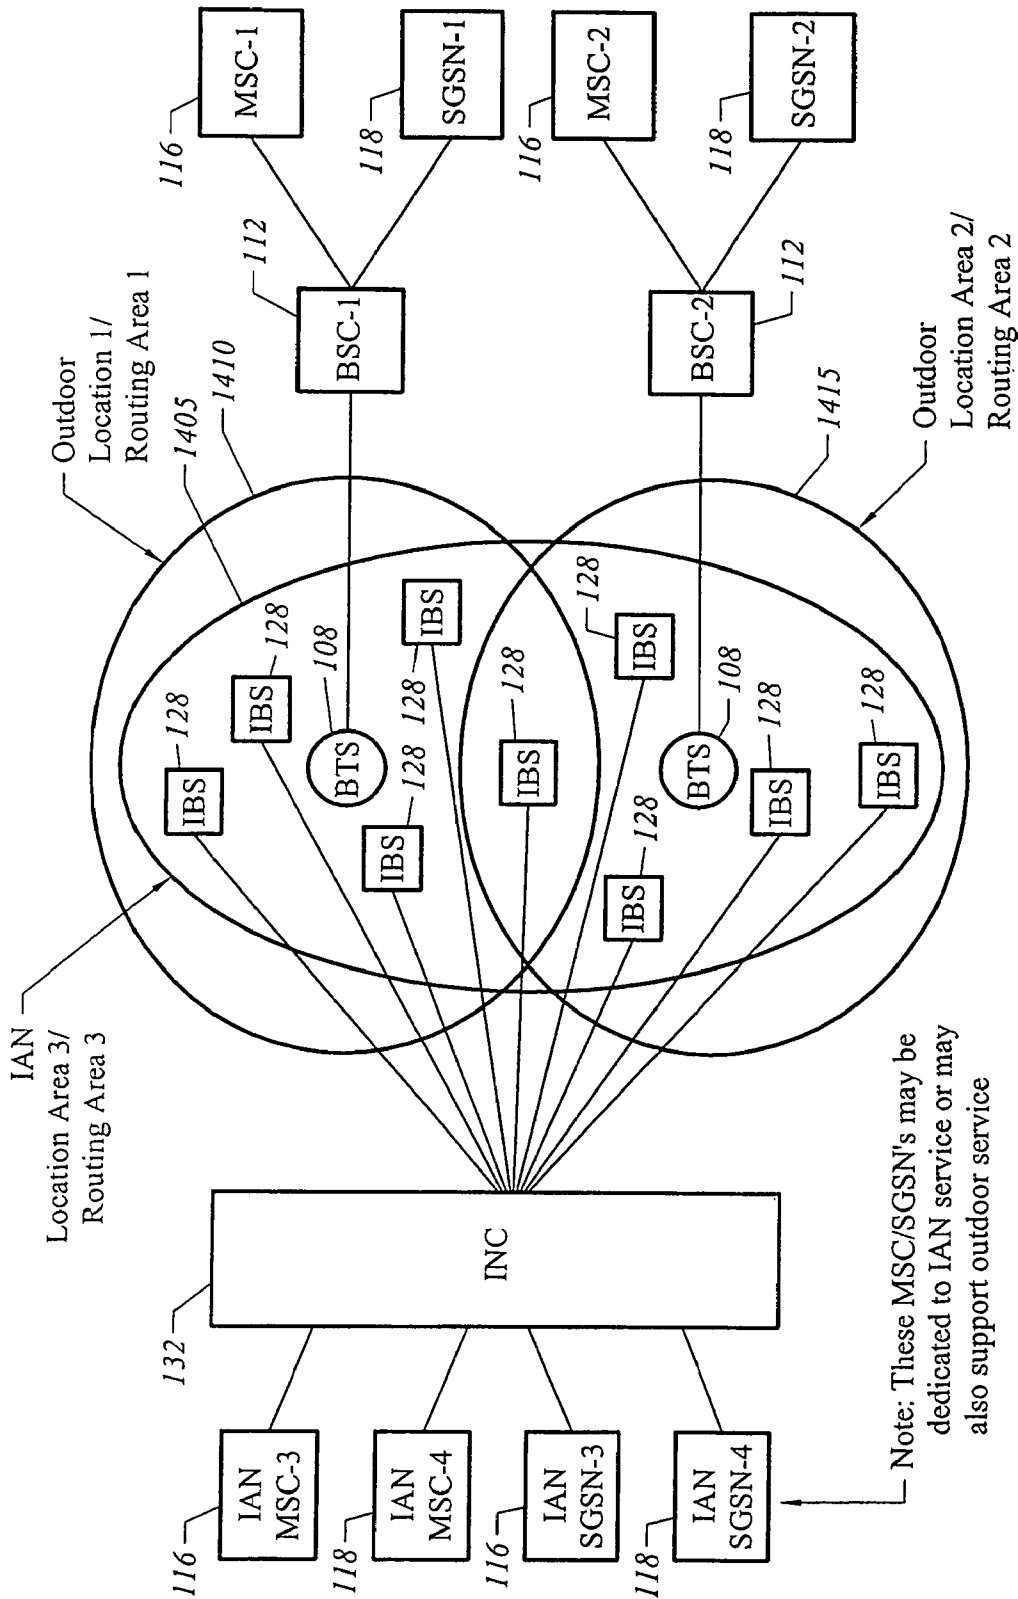 116
MSC-1
118
SGSN-1
116
MSC-2
118
SGSN-2
112
BSC-1
BSC-2
112
Outdoor
Location 1/
Routing Area 1
1410
1405
1415
Outdoor
Location Area 2/
Routing Area 2
128
IBS
128
IBS
108
BTS
128
IBS
128
IBS
128
IBS
128
IBS
108
BTS
128
IBS
128
IBS
128
IBS
IAN
Location Area 3/
Routing Area 3
132
INC
116
IAN
MSC-3
118
IAN
MSC-4
116
IAN
SGSN-3
118
IAN
SGSN-4
Note: These MSC/SGSN's may be
dedicated to IAN service or may
also support outdoor service